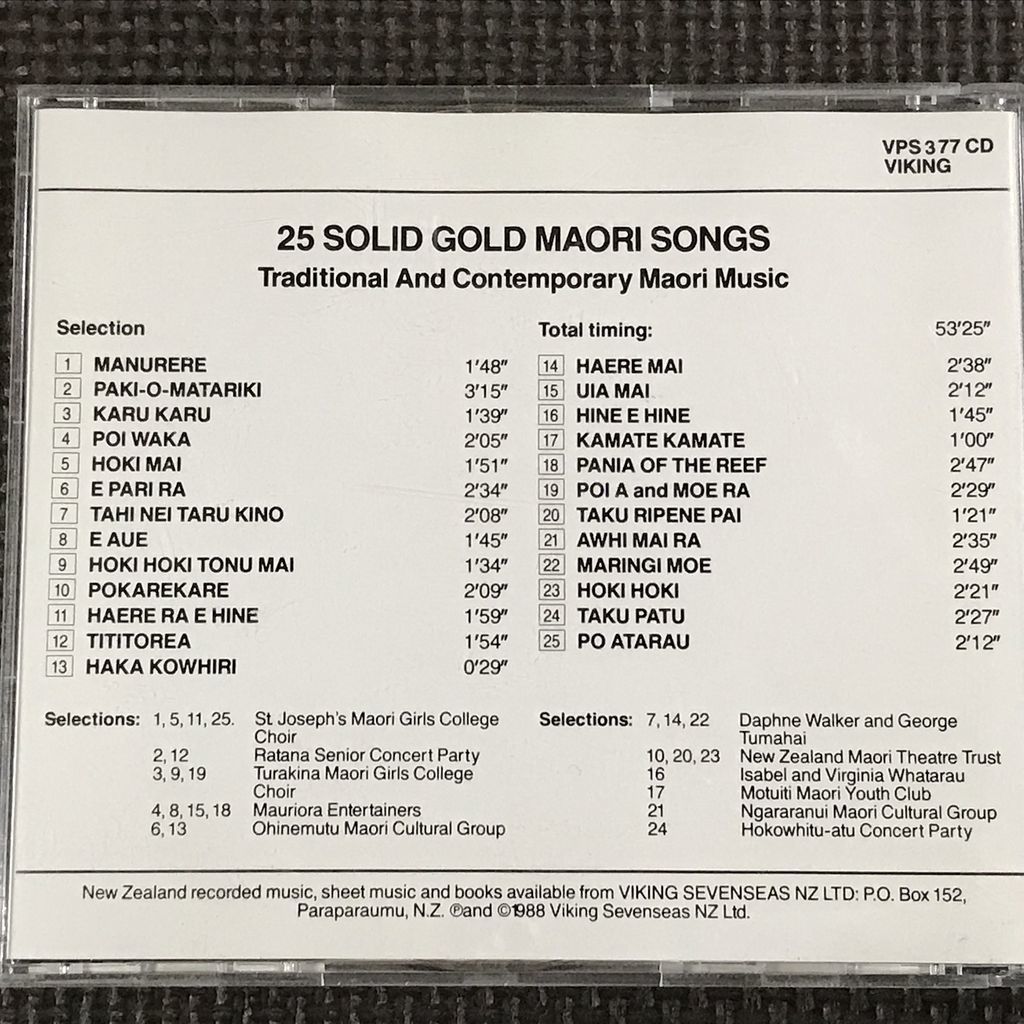 VPS 377 CD
VIKING
25 SOLID GOLD MAORI SONGS
Traditional And Contemporary Maori Music
Selection
1 MANURERE 1'48"
2 PAKI-O-MATARIKI 3'15"
3 KARU KARU 1'39"
4 POI WAKA 2'05"
5 HOKI MAI 1'51"
6 E PARI RA 2'34"
7 TAHI NEI TARU KINO 2'08"
8 E AUE 1'45"
9 HOKI HOKI TONU MAI 1'34"
10 POKAREKARE 2'09"
11 HAERE RA E HINE 1'59"
12 TITITOREA 1'54"
13 HAKA KOWHIRI 0'29"
Total timing: 53'25"
14 HAERE MAI 2'38"
15 UIA MAI 2'12"
16 HINE E HINE 1'45"
17 KAMATE KAMATE 1'00"
18 PANIA OF THE REEF 2'47"
19 POI A and MOE RA 2'29"
20 TAKU RIPENE PAI 1'21"
21 AWHI MAI RA 2'35"
22 MARINGI MOE 2'49"
23 HOKI HOKI 2'21"
24 TAKU PATU 2'27"
25 PO ATARAU 2'12"
Selections: 1, 5, 11, 25. St. Joseph's Maori Girls College
Choir
2, 12 Ratana Senior Concert Party
3, 9, 19 Turakina Maori Girls College
Choir
4, 8, 15, 18 Mauriora Entertainers
6, 13 Ohinemutu Maori Cultural Group
Selections: 7, 14, 22 Daphne Walker and George
Tumahai
10, 20, 23 New Zealand Maori Theatre Trust
16 Isabel and Virginia Whatarau
17 Motuiti Maori Youth Club
21 Ngararanui Maori Cultural Group
24 Hokowhitu-atu Concert Party
New Zealand recorded music, sheet music and books available from VIKING SEVENSEAS NZ LTD: P.O. Box 152,
Paraparaumu, N.Z. ℗and ©1988 Viking Sevenseas NZ Ltd.